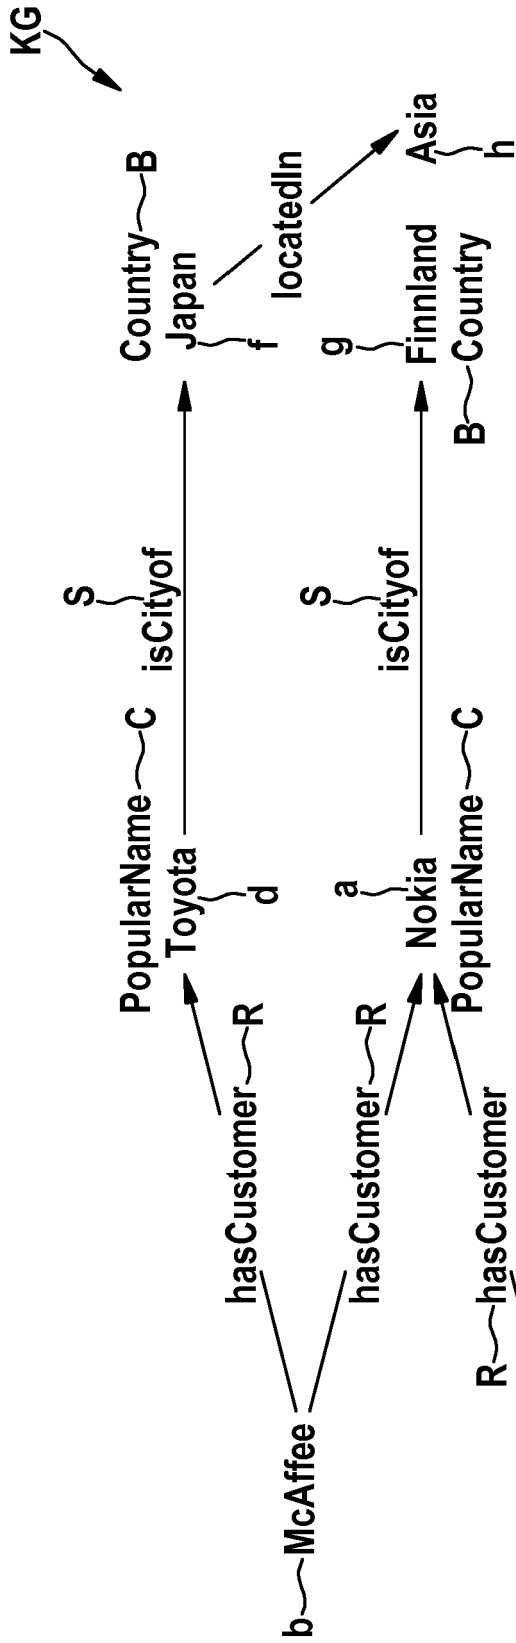 KG
Country B
Japan
f
PopularName C
Toyota
d
S
isCityof
locatedIn
Asia
h
hasCustomer R
b McAffee
hasCustomer R
a
Nokia
PopularName C
S
isCityof
g
Finnland
B Country
R hasCustomer